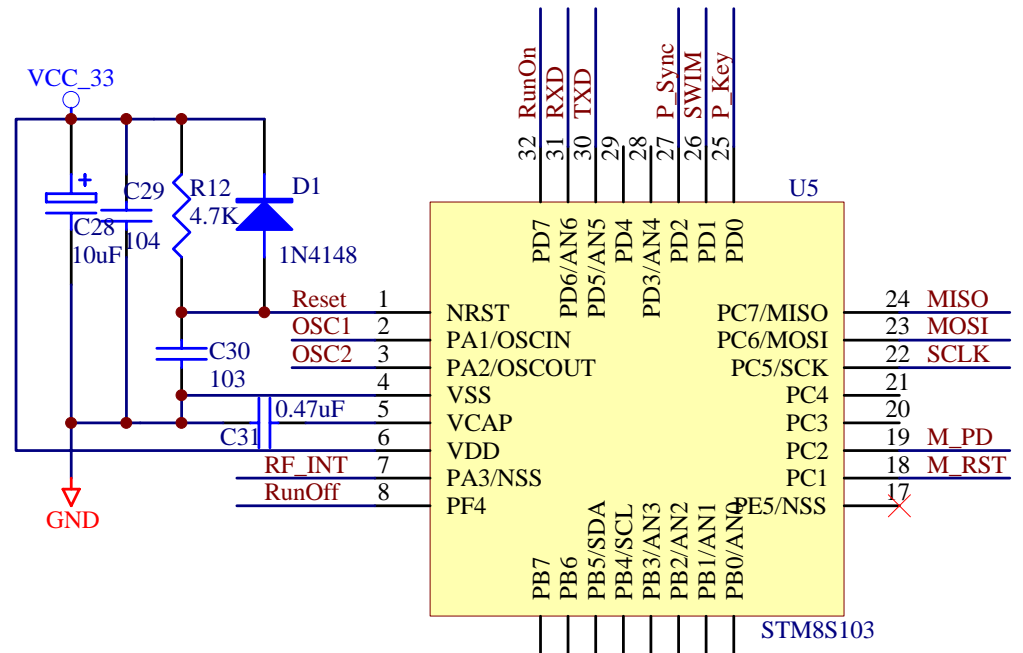 VCC_33
C28
10uF
C29
104
R12
4.7K
D1
1N4148
C30
103
0.47uF
C31
GND
RunOn
RXD
TXD
P_Sync
SWIM
P_Key
32
31
30
29
28
27
26
25
U5
PD7
PD6/AN6
PD5/AN5
PD4
PD3/AN4
PD2
PD1
PD0
Reset 1 NRST
OSC1 2 PA1/OSCIN
OSC2 3 PA2/OSCOUT
4 VSS
5 VCAP
6 VDD
RF_INT 7 PA3/NSS
RunOff 8 PF4
PC7/MISO 24 MISO
PC6/MOSI 23 MOSI
PC5/SCK 22 SCLK
PC4 21
PC3 20
PC2 19 M_PD
PC1 18 M_RST
PE5/NSS 17
PB7
PB6
PB5/SDA
PB4/SCL
PB3/AN3
PB2/AN2
PB1/AN1
PB0/AN0
STM8S103